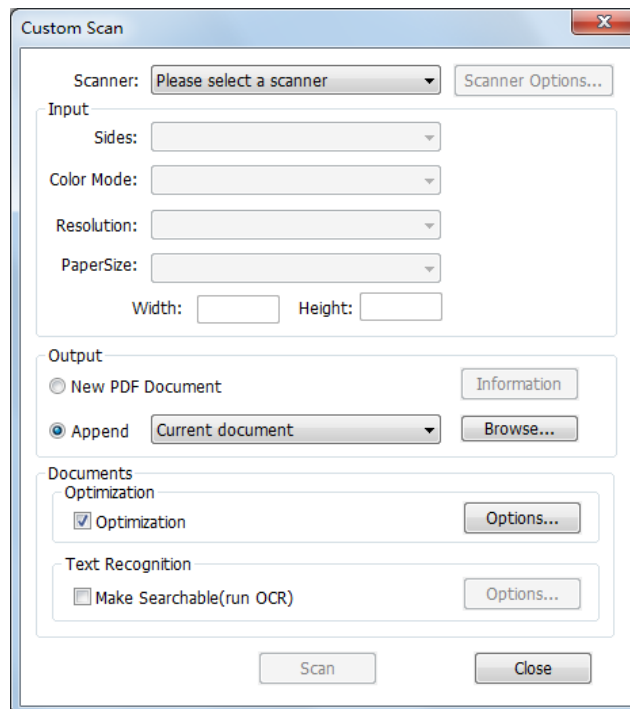 Custom Scan
Scanner: Please select a scanner Scanner Options...
Input
Sides:
Color Mode:
Resolution:
PaperSize:
Width: Height:
Output
New PDF Document Information
Append Current document Browse...
Documents
Optimization
Optimization Options...
Text Recognition
Make Searchable(run OCR) Options...
Scan Close